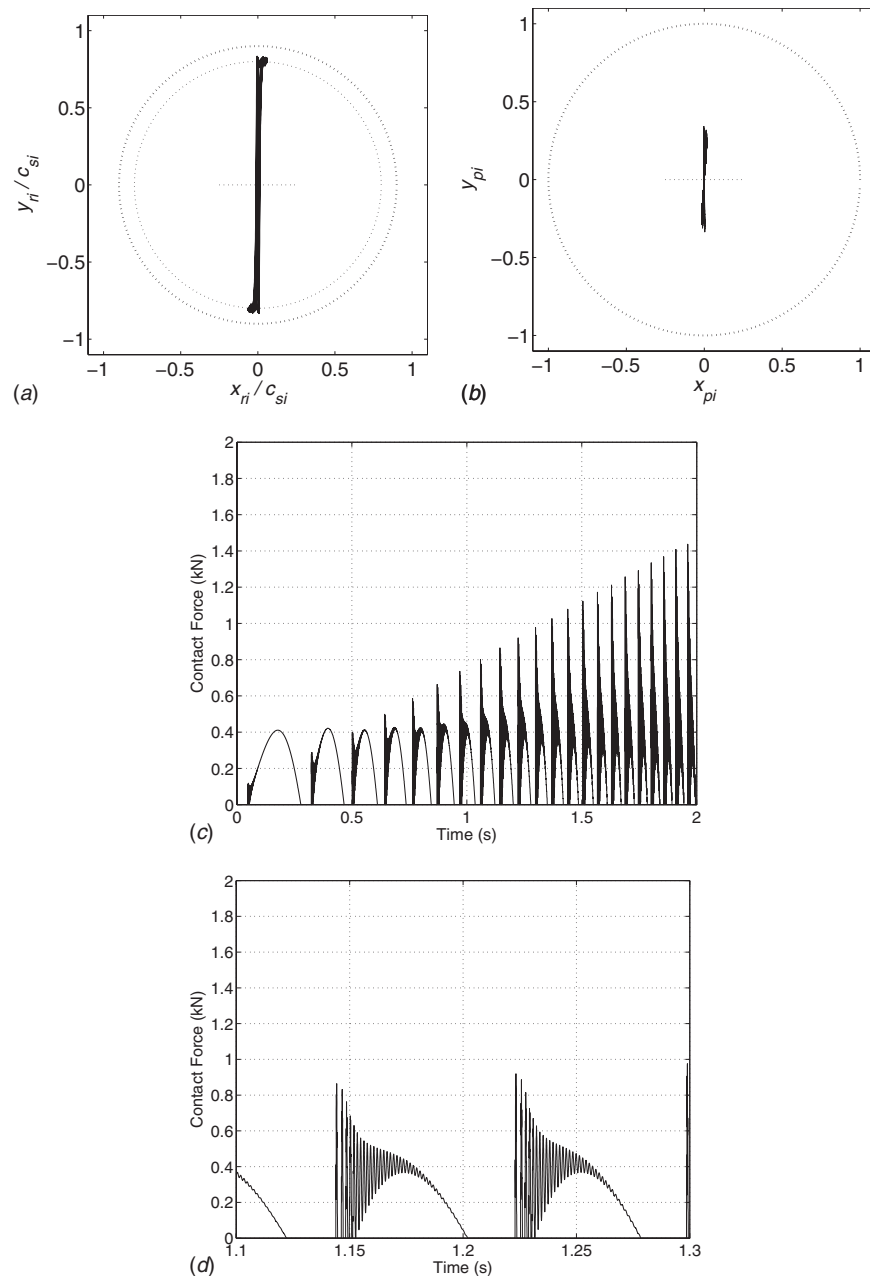 1
0.5
0
−0.5
−1
y_ri / c_si
−1 −0.5 0 0.5 1
x_ri / c_si
(a)
1
0.5
0
−0.5
−1
y_pi
−1 −0.5 0 0.5 1
x_pi
(b)
2
1.8
1.6
1.4
1.2
1
0.8
0.6
0.4
0.2
0
Contact Force (kN)
0 0.5 1 1.5 2
Time (s)
(c)
2
1.8
1.6
1.4
1.2
1
0.8
0.6
0.4
0.2
0
Contact Force (kN)
1.1 1.15 1.2 1.25 1.3
Time (s)
(d)